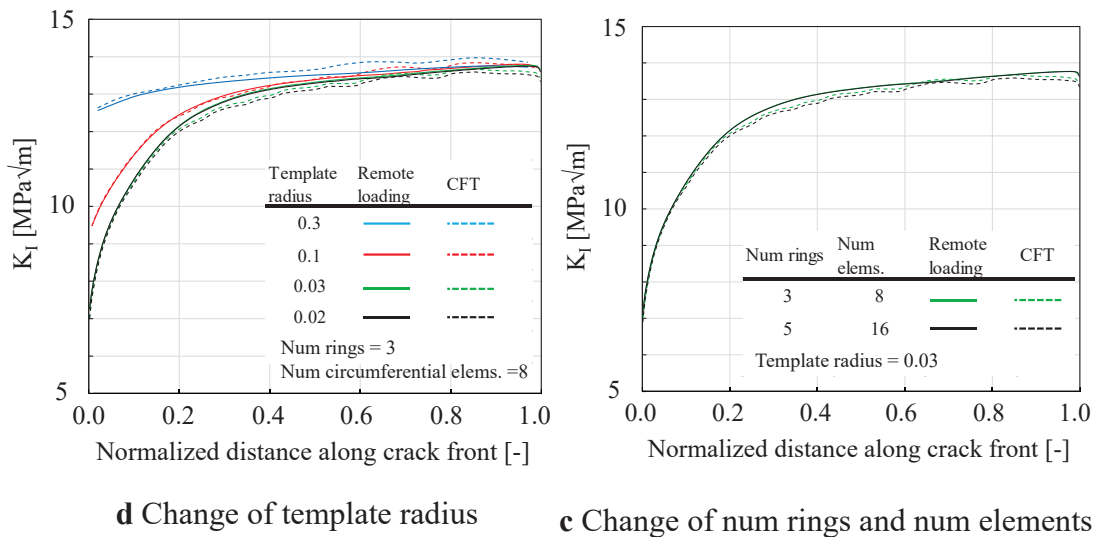 15
10
5
K_I [MPa√m]
Template radius
Remote loading
CFT
0.3
0.1
0.03
0.02
Num rings = 3
Num circumferential elems. =8
0.0 0.2 0.4 0.6 0.8 1.0
Normalized distance along crack front [-]
d Change of template radius
15
10
5
K_I [MPa√m]
Num rings
Num elems.
Remote loading
CFT
3 8
5 16
Template radius = 0.03
0.0 0.2 0.4 0.6 0.8 1.0
Normalized distance along crack front [-]
c Change of num rings and num elements